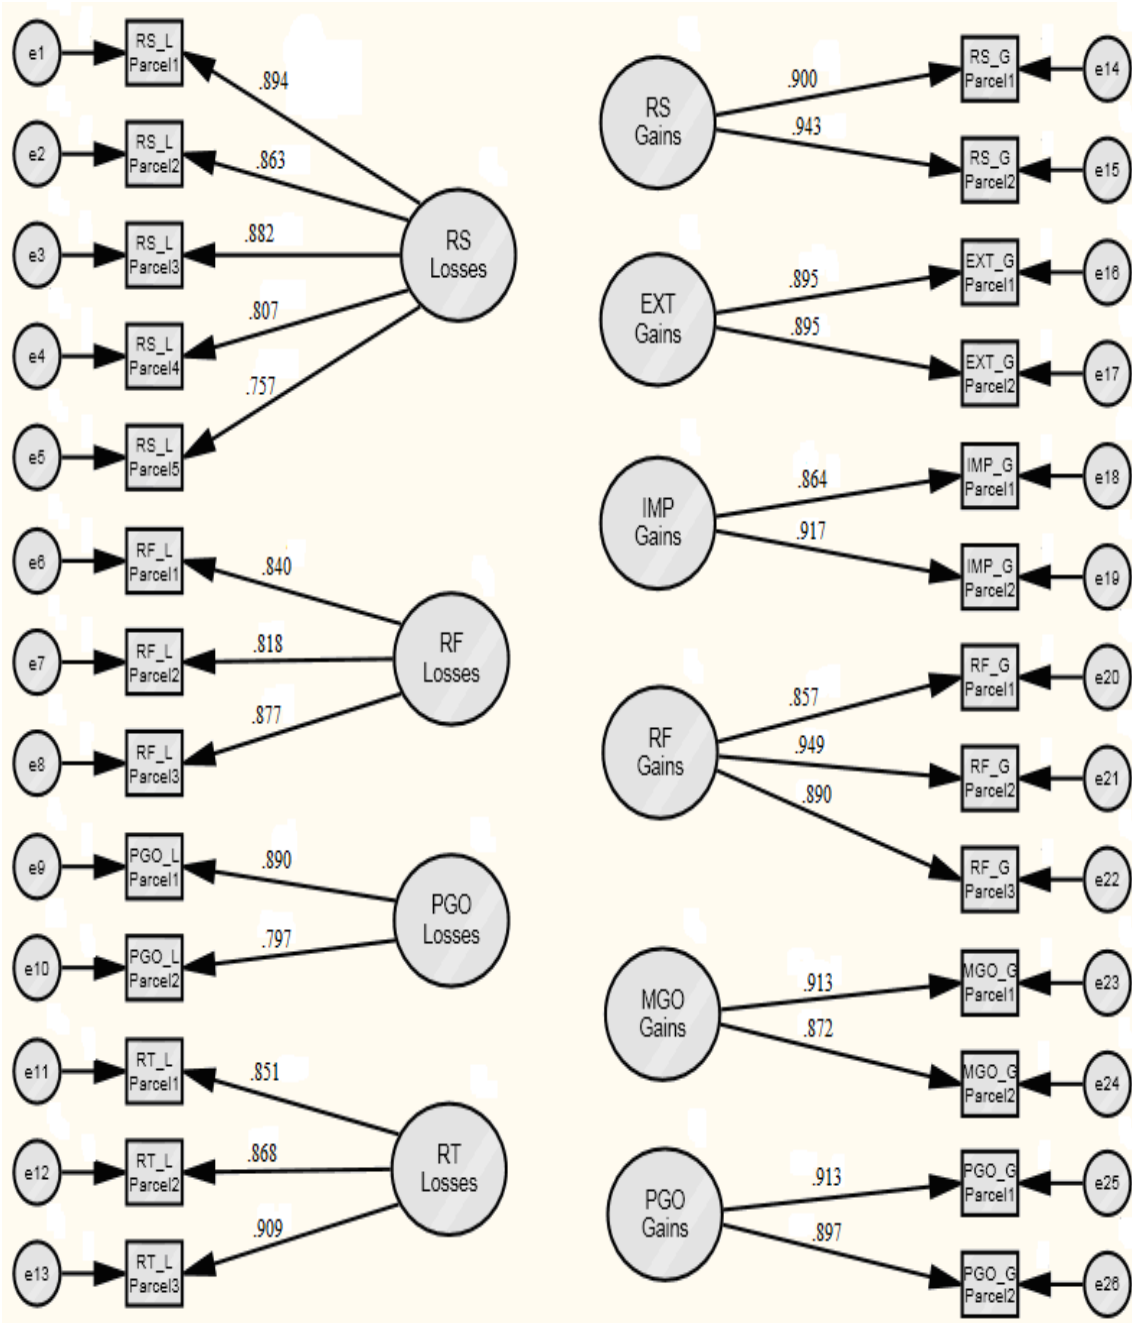 e1
RS_L
Parcel1
.894
e2
RS_L
Parcel2
.863
e3
RS_L
Parcel3
.882
e4
RS_L
Parcel4
.807
e5
RS_L
Parcel5
.757
RS
Losses
e6
RF_L
Parcel1
.840
e7
RF_L
Parcel2
.818
e8
RF_L
Parcel3
.877
RF
Losses
e9
PGO_L
Parcel1
.890
e10
PGO_L
Parcel2
.797
PGO
Losses
e11
RT_L
Parcel1
.851
e12
RT_L
Parcel2
.868
e13
RT_L
Parcel3
.909
RT
Losses
RS
Gains
.900
RS_G
Parcel1
e14
.943
RS_G
Parcel2
e15
EXT
Gains
.895
EXT_G
Parcel1
e16
.895
EXT_G
Parcel2
e17
IMP
Gains
.864
IMP_G
Parcel1
e18
.917
IMP_G
Parcel2
e19
RF
Gains
.857
RF_G
Parcel1
e20
.949
RF_G
Parcel2
e21
.890
RF_G
Parcel3
e22
MGO
Gains
.913
MGO_G
Parcel1
e23
.872
MGO_G
Parcel2
e24
PGO
Gains
.913
PGO_G
Parcel1
e25
.897
PGO_G
Parcel2
e26